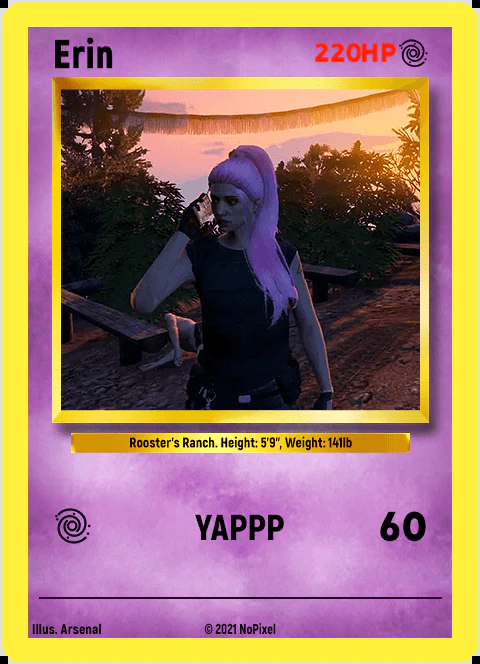 Erin
220HP
Rooster's Ranch. Height: 5'9", Weight: 141lb
YAPPP 60
Illus. Arsenal © 2021 NoPixel